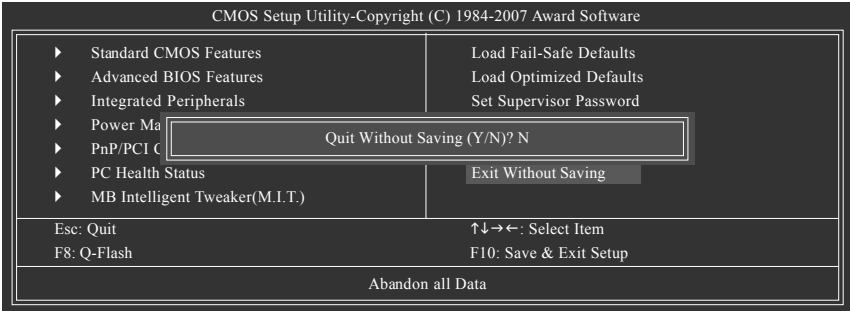 CMOS Setup Utility-Copyright (C) 1984-2007 Award Software
Standard CMOS Features
Advanced BIOS Features
Integrated Peripherals
Power Ma
PnP/PCI
PC Health Status
MB Intelligent Tweaker(M.I.T.)
Load Fail-Safe Defaults
Load Optimized Defaults
Set Supervisor Password
Quit Without Saving (Y/N)? N
Exit Without Saving
Esc: Quit
F8: Q-Flash
↑↓→←: Select Item
F10: Save & Exit Setup
Abandon all Data